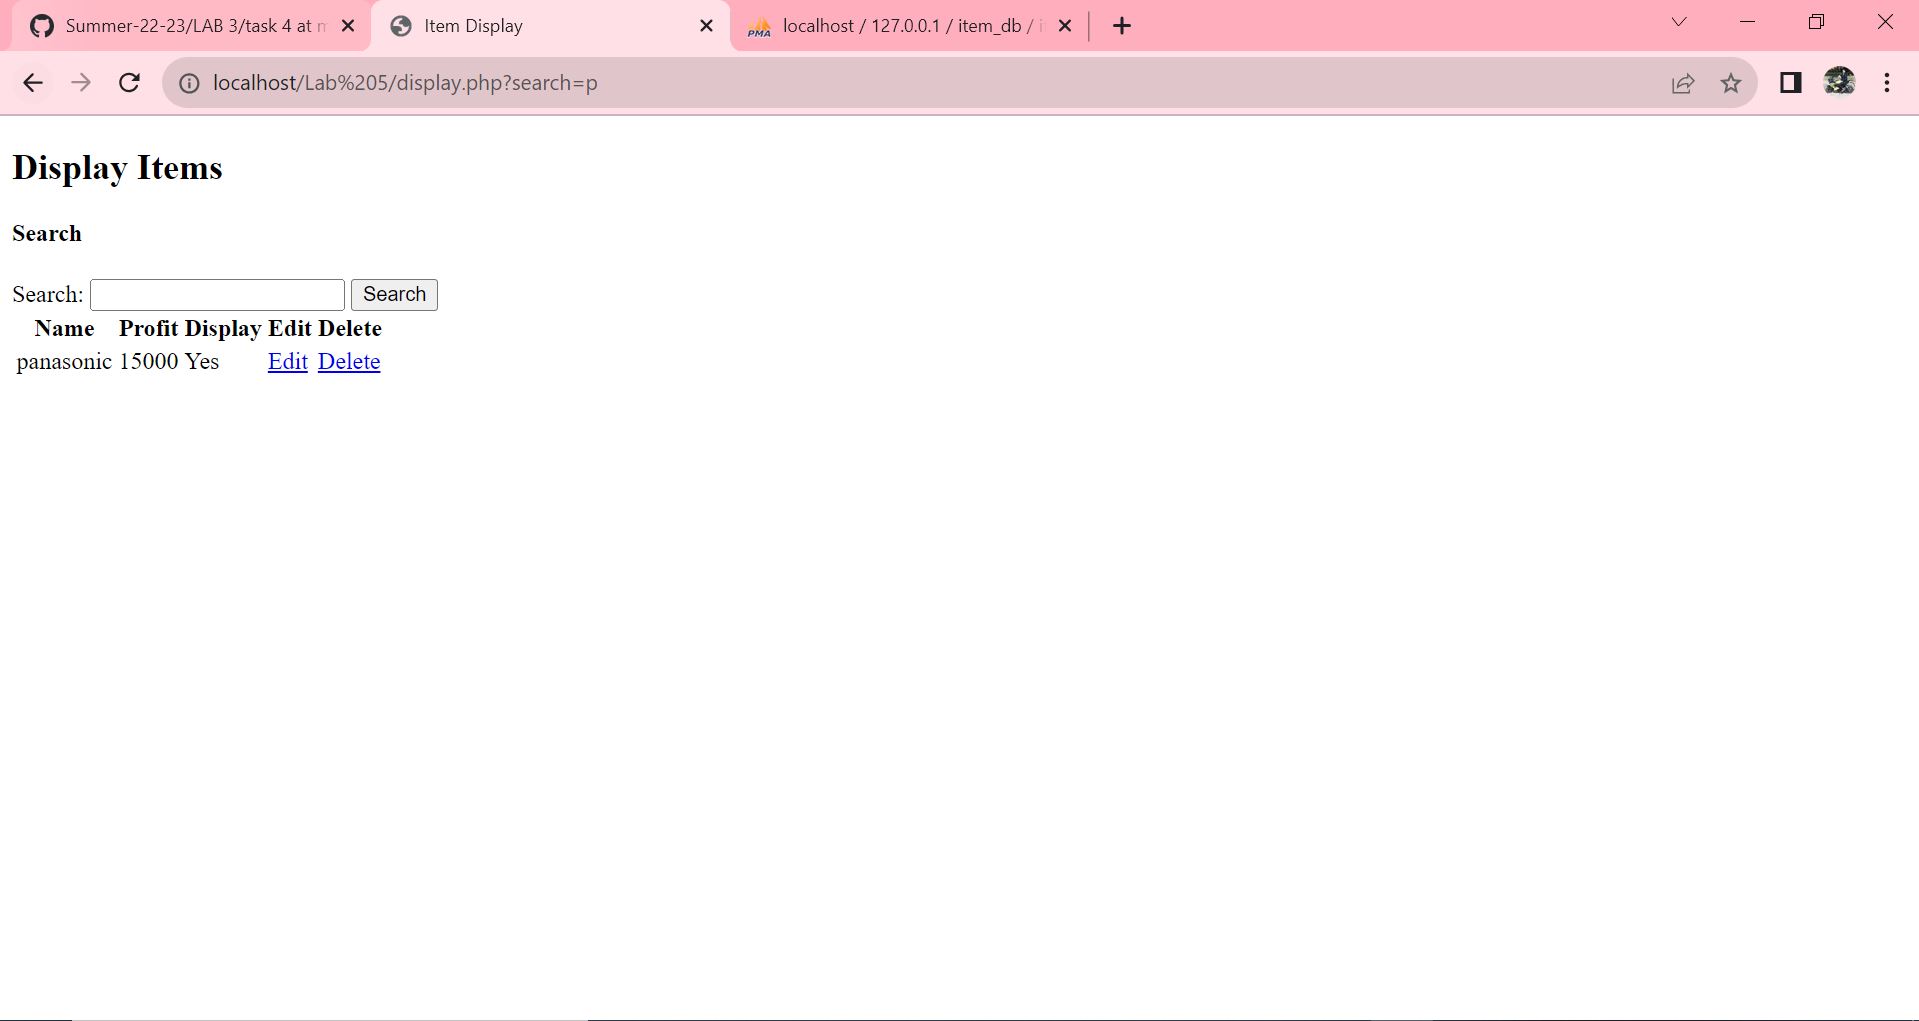 Summer-22-23/LAB 3/task 4 at m
Item Display
PMA localhost / 127.0.0.1 / item_db / i
localhost/Lab%205/display.php?search=p
Display Items
Search
Search: Search
Name Profit Display Edit Delete
panasonic 15000 Yes Edit Delete